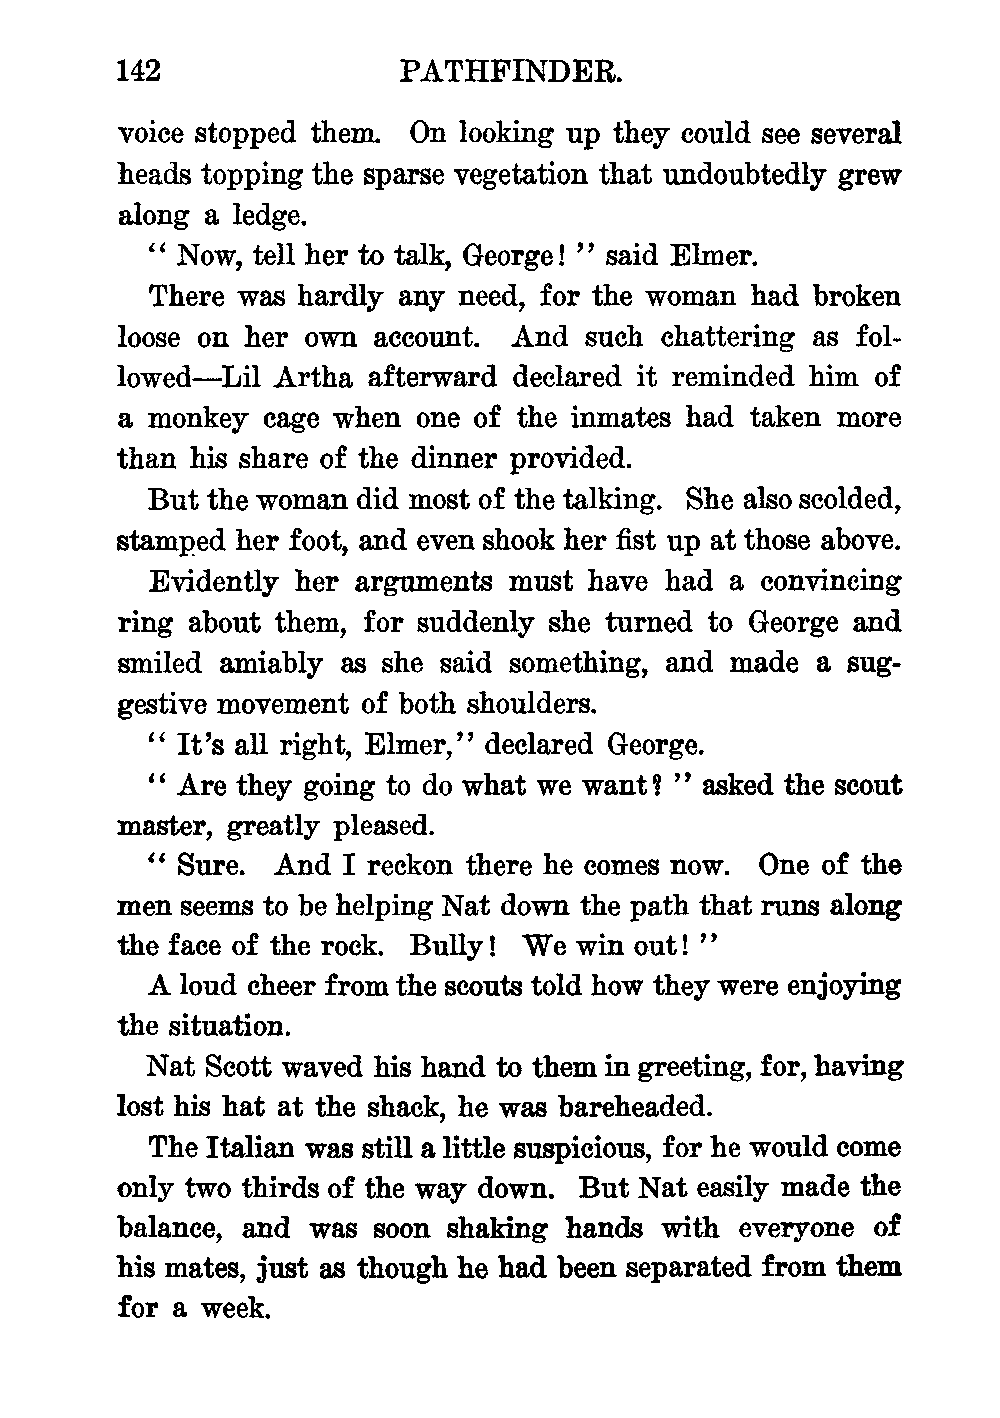 142 PATHFINDER.
voice stopped them. On looking up they could see several
heads topping the sparse vegetation that undoubtedly grew
along a ledge.
“ Now, tell her to talk, George! ” said Elmer.
There was hardly any need, for the woman had broken
loose on her own account. And such chattering as fol-
lowed—Lil Artha afterward declared it reminded him of
a monkey cage when one of the inmates had taken more
than his share of the dinner provided.
But the woman did most of the talking. She also scolded,
stamped her foot, and even shook her fist up at those above.
Evidently her arguments must have had a convincing
ring about them, for suddenly she turned to George and
smiled amiably as she said something, and made a sug-
gestive movement of both shoulders.
“ It’s all right, Elmer,” declared George.
“ Are they going to do what we want? ” asked the scout
master, greatly pleased.
“ Sure. And I reckon there he comes now. One of the
men seems to be helping Nat down the path that runs along
the face of the rock. Bully! We win out! ”
A loud cheer from the scouts told how they were enjoying
the situation.
Nat Scott waved his hand to them in greeting, for, having
lost his hat at the shack, he was bareheaded.
The Italian was still a little suspicious, for he would come
only two thirds of the way down. But Nat easily made the
balance, and was soon shaking hands with everyone of
his mates, just as though he had been separated from them
for a week.